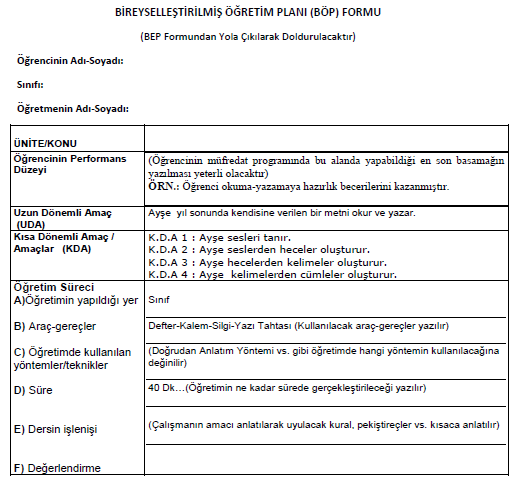 BİREYSELLEŞTİRİLMİŞ ÖĞRETİM PLANI (BÖP) FORMU
(BEP Formundan Yola Çıkılarak Doldurulacaktır)
Öğrencinin Adı-Soyadı:
Sınıfı:
Öğretmenin Adı-Soyadı:
ÜNİTE/KONU
Öğrencinin Performans
Düzeyi
(Öğrencinin müfredat programında bu alanda yapabildiği en son basamağın
yazılması yeterli olacaktır)
ÖRN.: Öğrenci okuma-yazamaya hazırlık becerilerini kazanmıştır.
Uzun Dönemli Amaç
(UDA)
Ayşe yıl sonunda kendisine verilen bir metni okur ve yazar.
Kısa Dönemli Amaç /
Amaçlar (KDA)
K.D.A 1 : Ayşe sesleri tanır.
K.D.A 2 : Ayşe seslerden heceler oluşturur.
K.D.A 3 : Ayşe hecelerden kelimeler oluşturur.
K.D.A 4 : Ayşe kelimelerden cümleler oluşturur.
Öğretim Süreci
A)Öğretimin yapıldığı yer
Sınıf
B) Araç-gereçler
Defter-Kalem-Silgi-Yazı Tahtası (Kullanılacak araç-gereçler yazılır)
C) Öğretimde kullanılan
yöntemler/teknikler
(Doğrudan Anlatım Yöntemi vs. gibi öğretimde hangi yöntemin kullanılacağına
değinilir)
D) Süre
40 Dk…(Öğretimin ne kadar sürede gerçekleştirileceği yazılır)
E) Dersin işlenişi
(Çalışmanın amacı anlatılarak uyulacak kural, pekiştireçler vs. kısaca anlatılır)
F) Değerlendirme